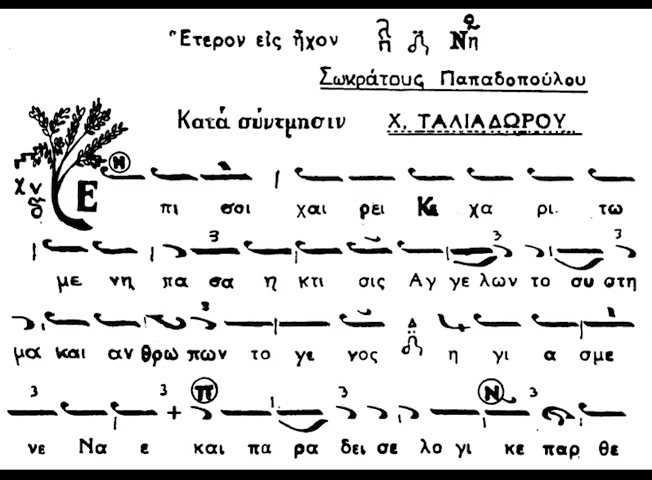 Ἕτερον εἰς ἦχον Νη
Σωκράτους Παπαδοπούλου
Κατά σύντμησιν Χ. ΤΑΛΙΑΔΩΡΟΥ
Ε πι σοι χαι ρει Κε χα ρι. τω
με νη πα σα η κτι σις Αγ γε λων το συ στη
μα και αν θρω πων το γε νος η γι α σμε
νε Να ε και πα ρα δει σε λο γι κε παρ θε